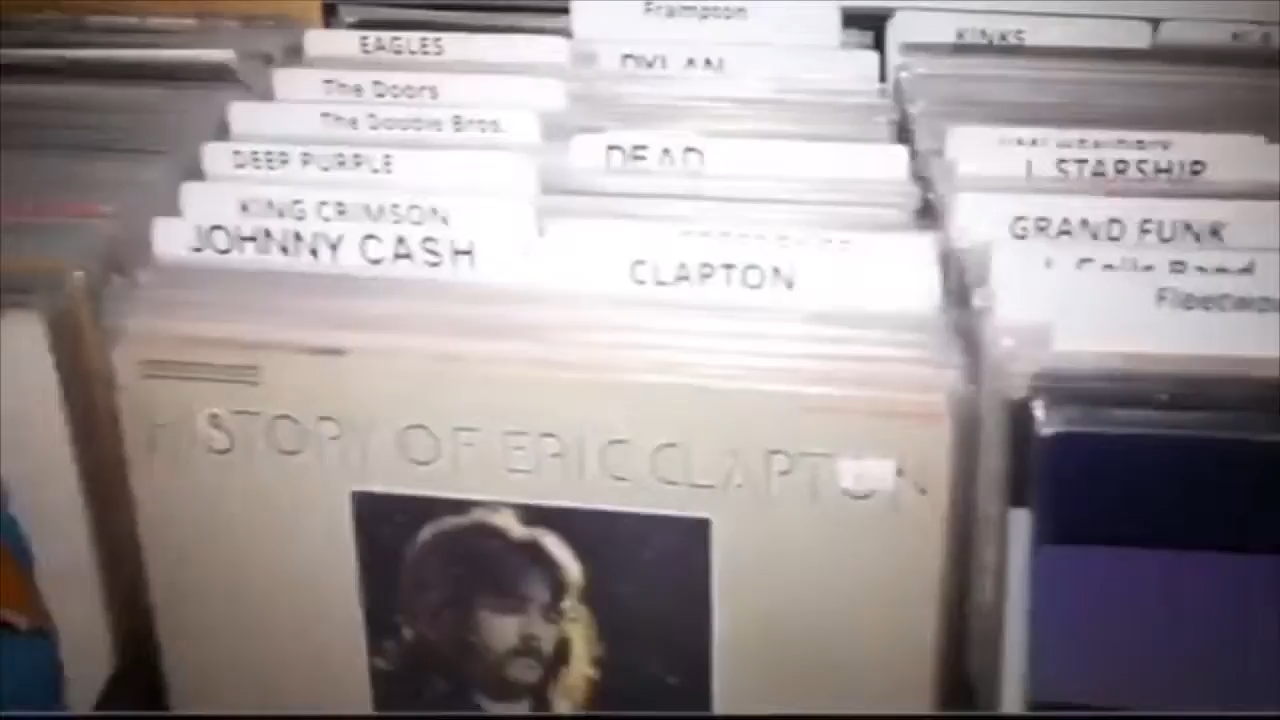 Frampton
KINKS
EAGLES
DYLAN
The Doors
The Doobie Bros.
DEEP PURPLE
DEAD
STARSHIP
KING CRIMSON
JOHNNY CASH
GRAND FUNK
CLAPTON
HISTORY OF ERIC CLAPTON